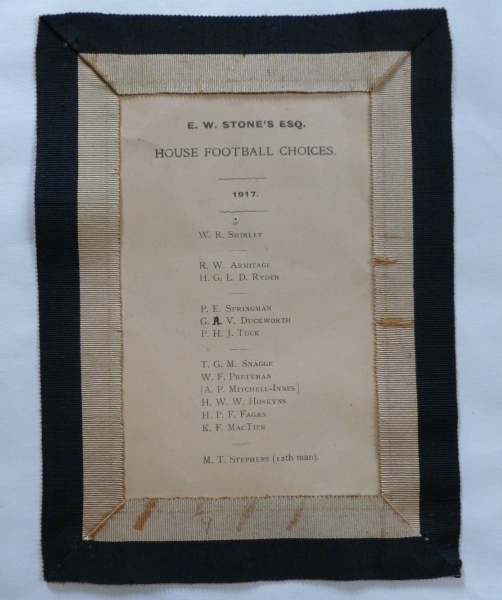 E. W. STONE'S ESQ.
HOUSE FOOTBALL CHOICES.
1917.
W. R. SHIRLEY
R. W. ARMITAGE
H. G. L. D. RYDER
P. E. SPRINGMAN
G. A. V. DUCKWORTH
P. H. J. TUCK
T. G. M. SNAGGE
W. F. PRETYMAN
(A. P. MITCHELL-INNES)
H. W. W. HOSKYNS
H. P. F. FAGAN
K. F. MACTIER
M. T. STEPHENS (12th man).